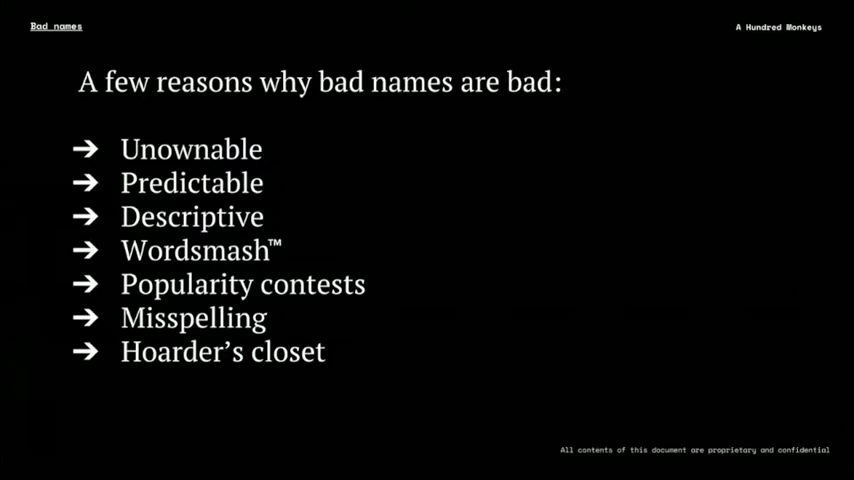 Bad names
A Hundred Monkeys
A few reasons why bad names are bad:
➔ Unownable
➔ Predictable
➔ Descriptive
➔ Wordsmash™
➔ Popularity contests
➔ Misspelling
➔ Hoarder’s closet
All contents of this document are proprietary and confidential